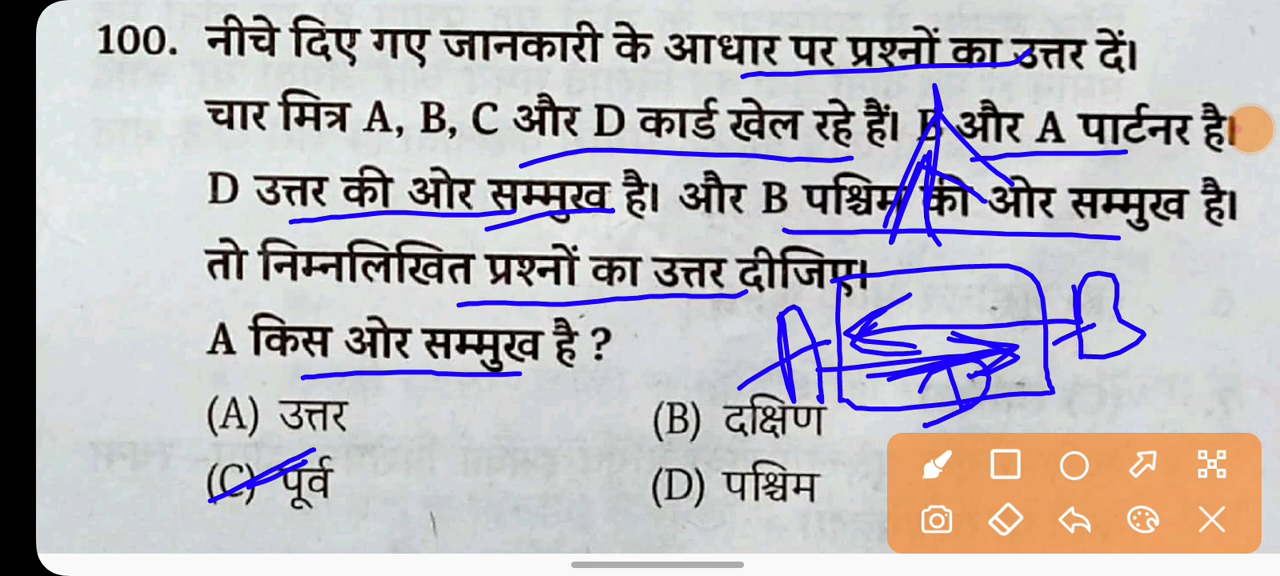 100. नीचे दिए गए जानकारी के आधार पर प्रश्नों का उत्तर दें।
चार मित्र A, B, C और D कार्ड खेल रहे हैं। B और A पार्टनर है।
D उत्तर की ओर सम्मुख है। और B पश्चिम की ओर सम्मुख है।
तो निम्नलिखित प्रश्नों का उत्तर दीजिए।
A किस ओर सम्मुख है ?
A B
D
(A) उत्तर (B) दक्षिण
(C) पूर्व (D) पश्चिम